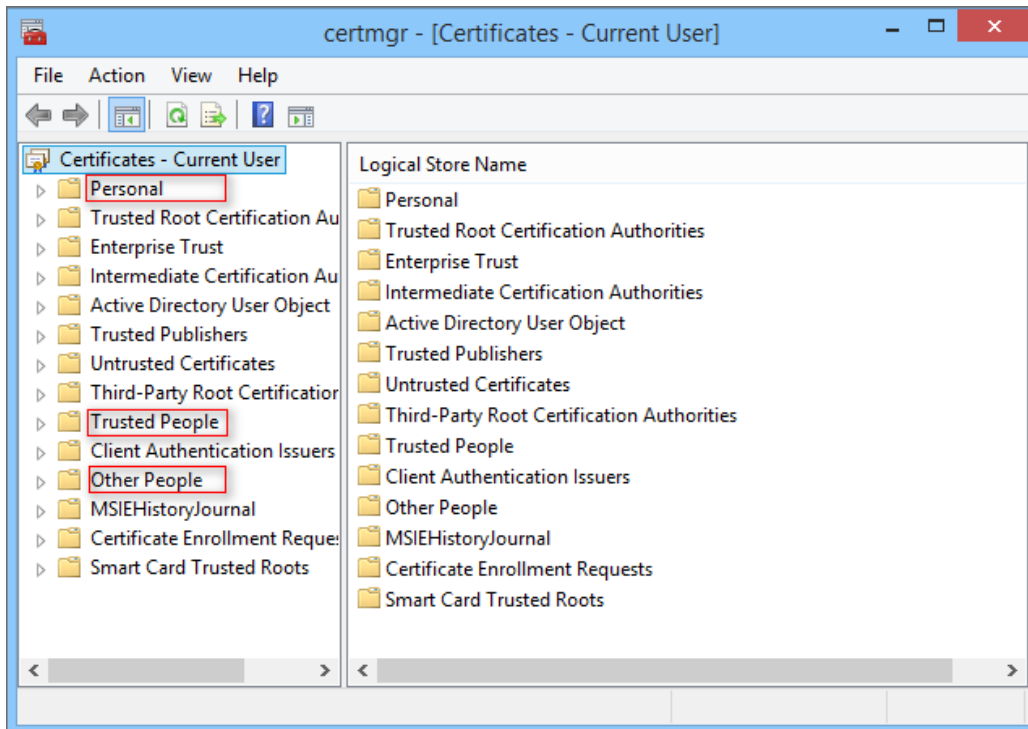 certmgr - [Certificates - Current User]
File Action View Help
Certificates - Current User
Personal
Trusted Root Certification Au
Enterprise Trust
Intermediate Certification Au
Active Directory User Object
Trusted Publishers
Untrusted Certificates
Third-Party Root Certification
Trusted People
Client Authentication Issuers
Other People
MSIEHistoryJournal
Certificate Enrollment Reques
Smart Card Trusted Roots
Logical Store Name
Personal
Trusted Root Certification Authorities
Enterprise Trust
Intermediate Certification Authorities
Active Directory User Object
Trusted Publishers
Untrusted Certificates
Third-Party Root Certification Authorities
Trusted People
Client Authentication Issuers
Other People
MSIEHistoryJournal
Certificate Enrollment Requests
Smart Card Trusted Roots